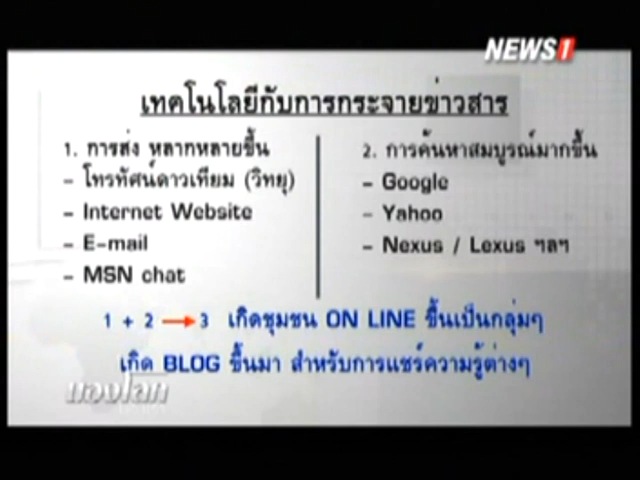 NEWS1
เทคโนโลยีกับการกระจายข่าวสาร
1. การส่ง หลากหลายขึ้น
- โทรทัศน์ดาวเทียม (วิทยุ)
- Internet Website
- E-mail
- MSN chat
2. การค้นหาสมบูรณ์มากขึ้น
- Google
- Yahoo
- Nexus / Lexus ฯลฯ
1 + 2 → 3 เกิดชุมชน ON LINE ขึ้นเป็นกลุ่มๆ
เกิด BLOG ขึ้นมา สำหรับการแชร์ความรู้ต่างๆ
มองโลก